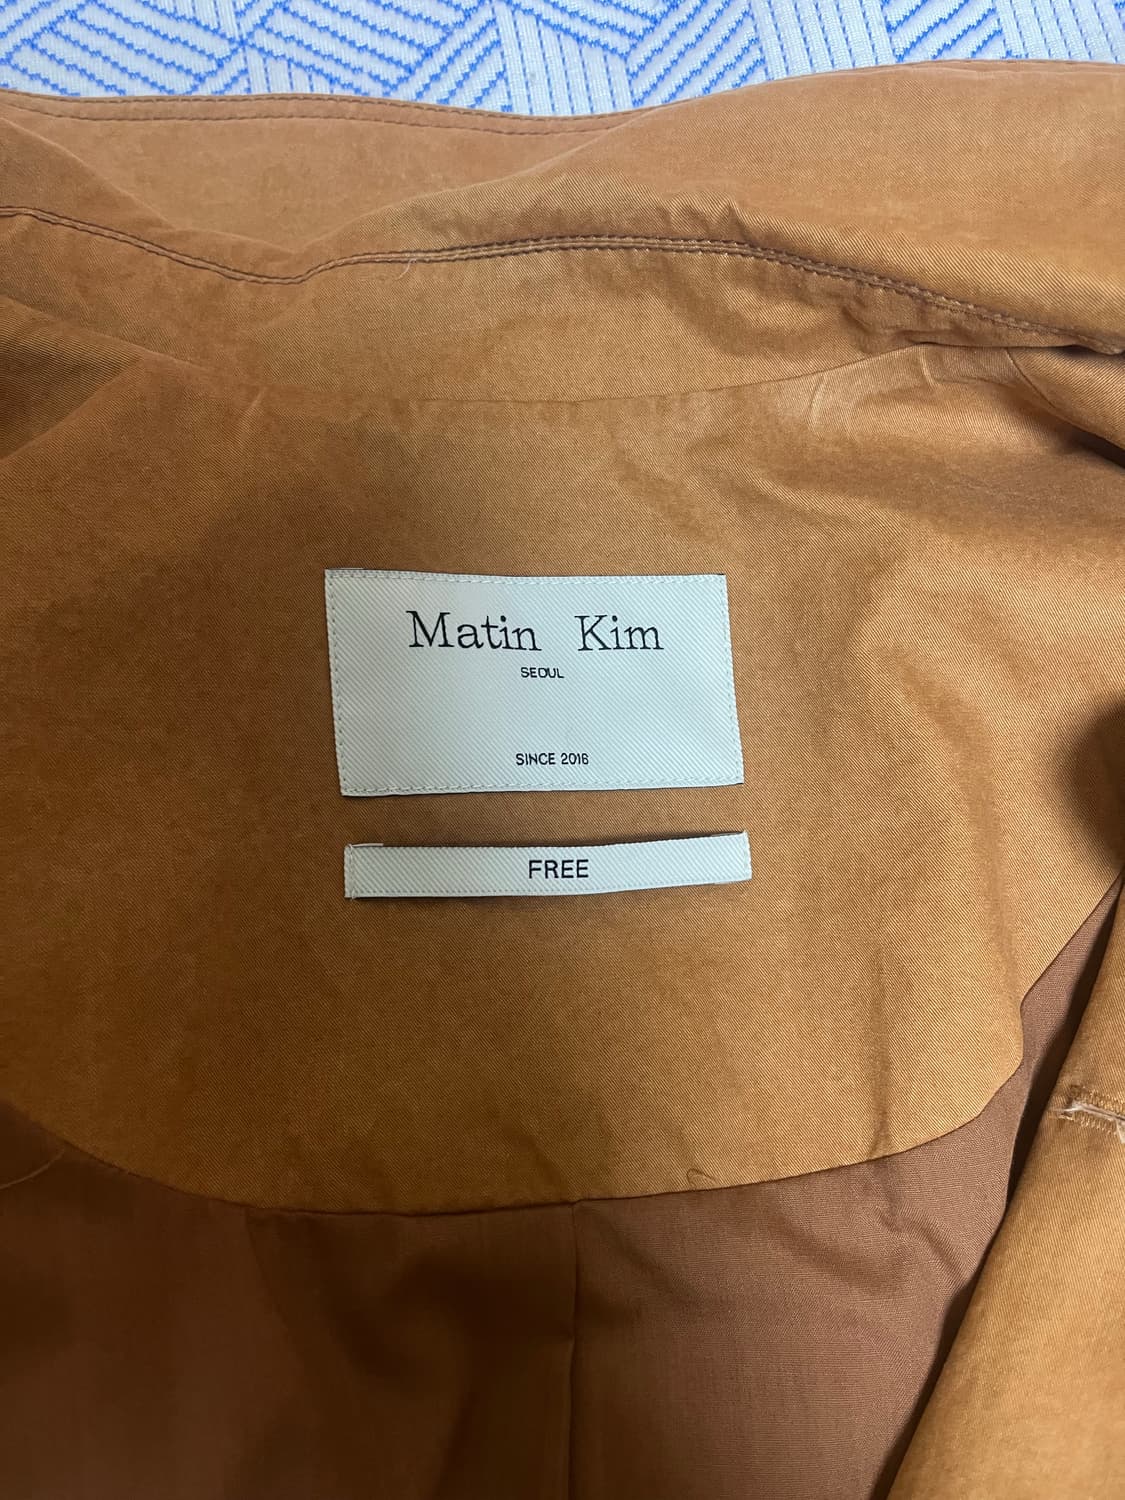 Matin Kim
SEOUL
SINCE 2016
FREE